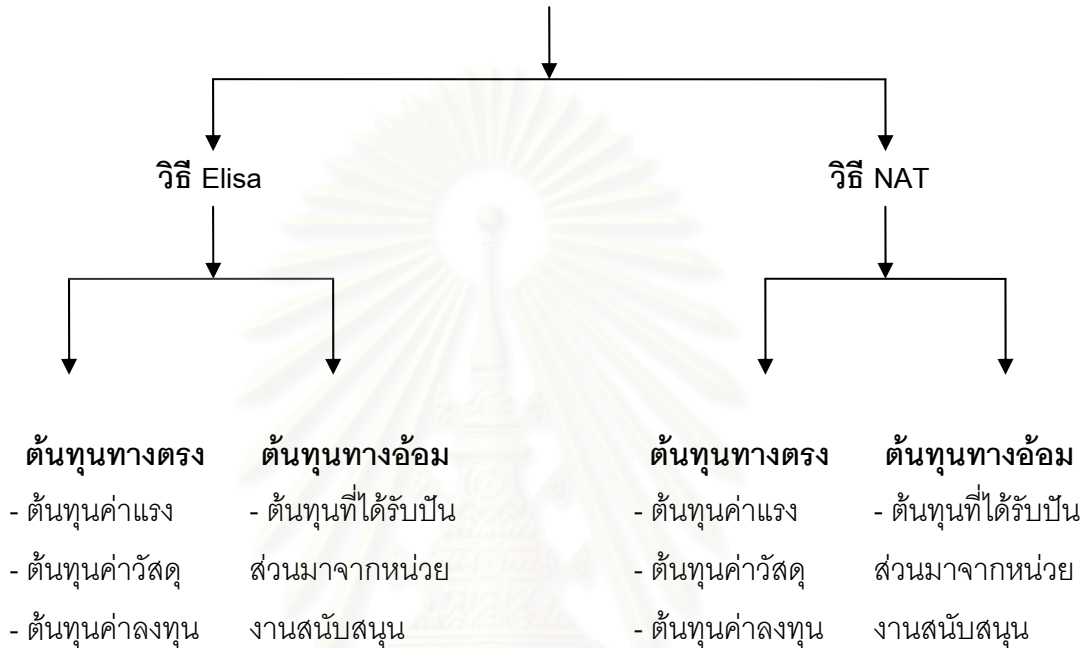 วิธี Elisa
วิธี NAT
ต้นทุนทางตรง
- ต้นทุนค่าแรง
- ต้นทุนค่าวัสดุ
- ต้นทุนค่าลงทุน
ต้นทุนทางอ้อม
- ต้นทุนที่ได้รับปัน
ส่วนมาจากหน่วย
งานสนับสนุน
ต้นทุนทางตรง
- ต้นทุนค่าแรง
- ต้นทุนค่าวัสดุ
- ต้นทุนค่าลงทุน
ต้นทุนทางอ้อม
- ต้นทุนที่ได้รับปัน
ส่วนมาจากหน่วย
งานสนับสนุน